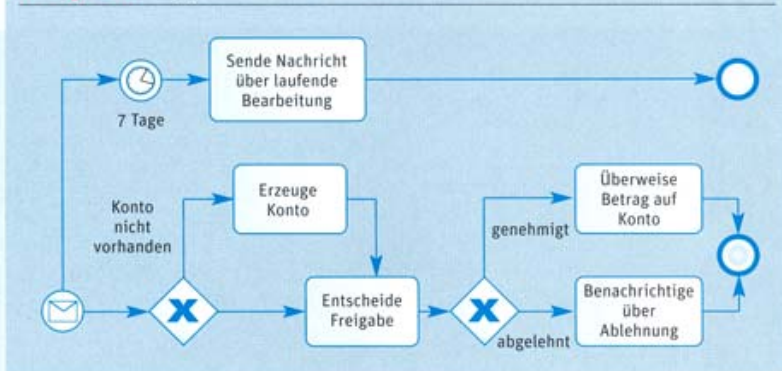 Sende Nachricht
über laufende
Bearbeitung
7 Tage
Erzeuge
Konto
Konto
nicht
vorhanden
Überweise
Betrag auf
Konto
genehmigt
Entscheide
Freigabe
Benachrichtige
über
Ablehnung
abgelehnt